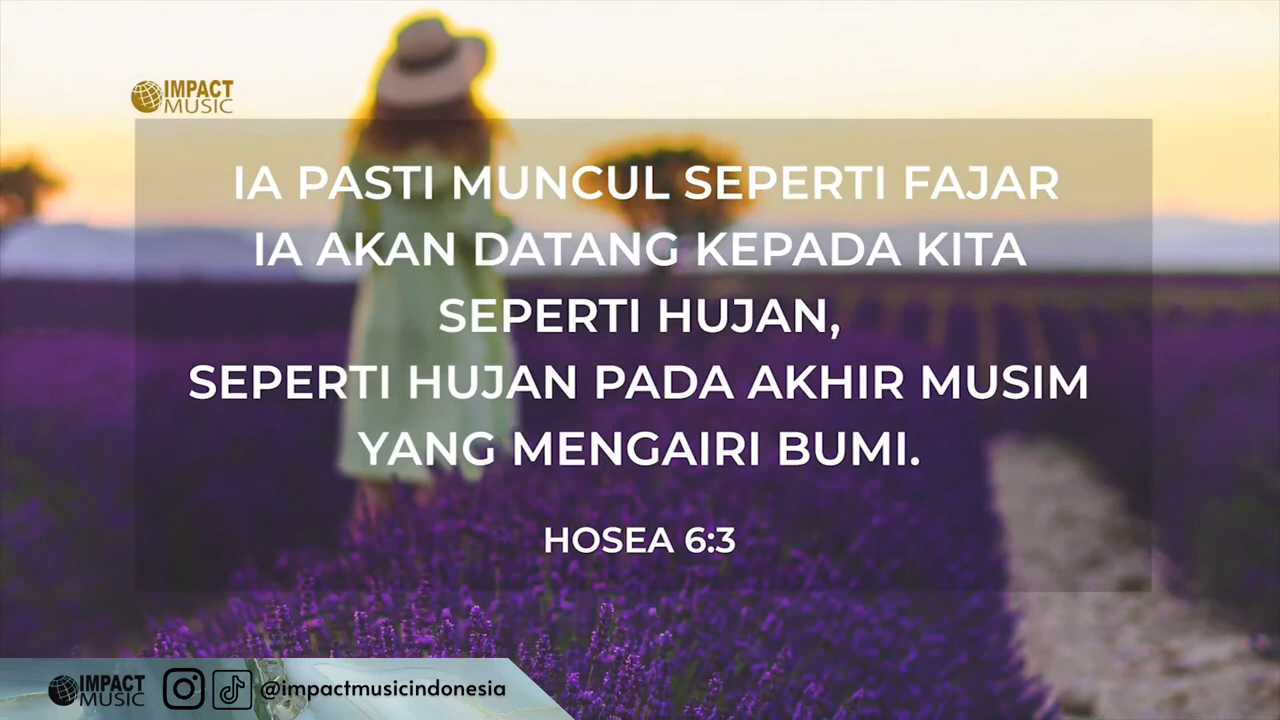 IMPACT
MUSIC
IA PASTI MUNCUL SEPERTI FAJAR
IA AKAN DATANG KEPADA KITA
SEPERTI HUJAN,
SEPERTI HUJAN PADA AKHIR MUSIM
YANG MENGAIRI BUMI.
HOSEA 6:3
IMPACT
MUSIC
@impactmusicindonesia